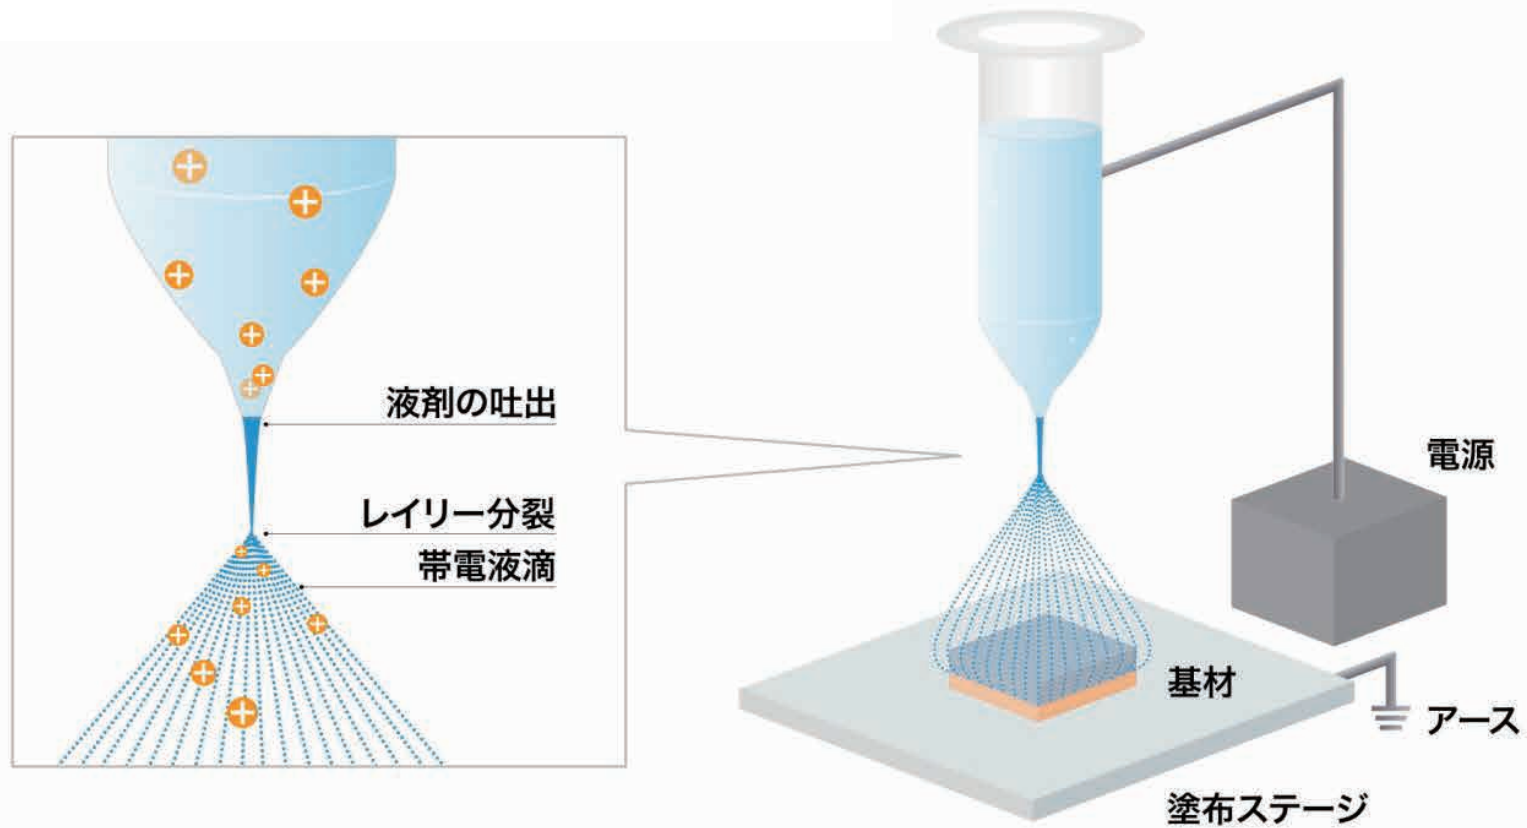 液剤の吐出
レイリー分裂
帯電液滴
電源
基材
アース
塗布ステージ